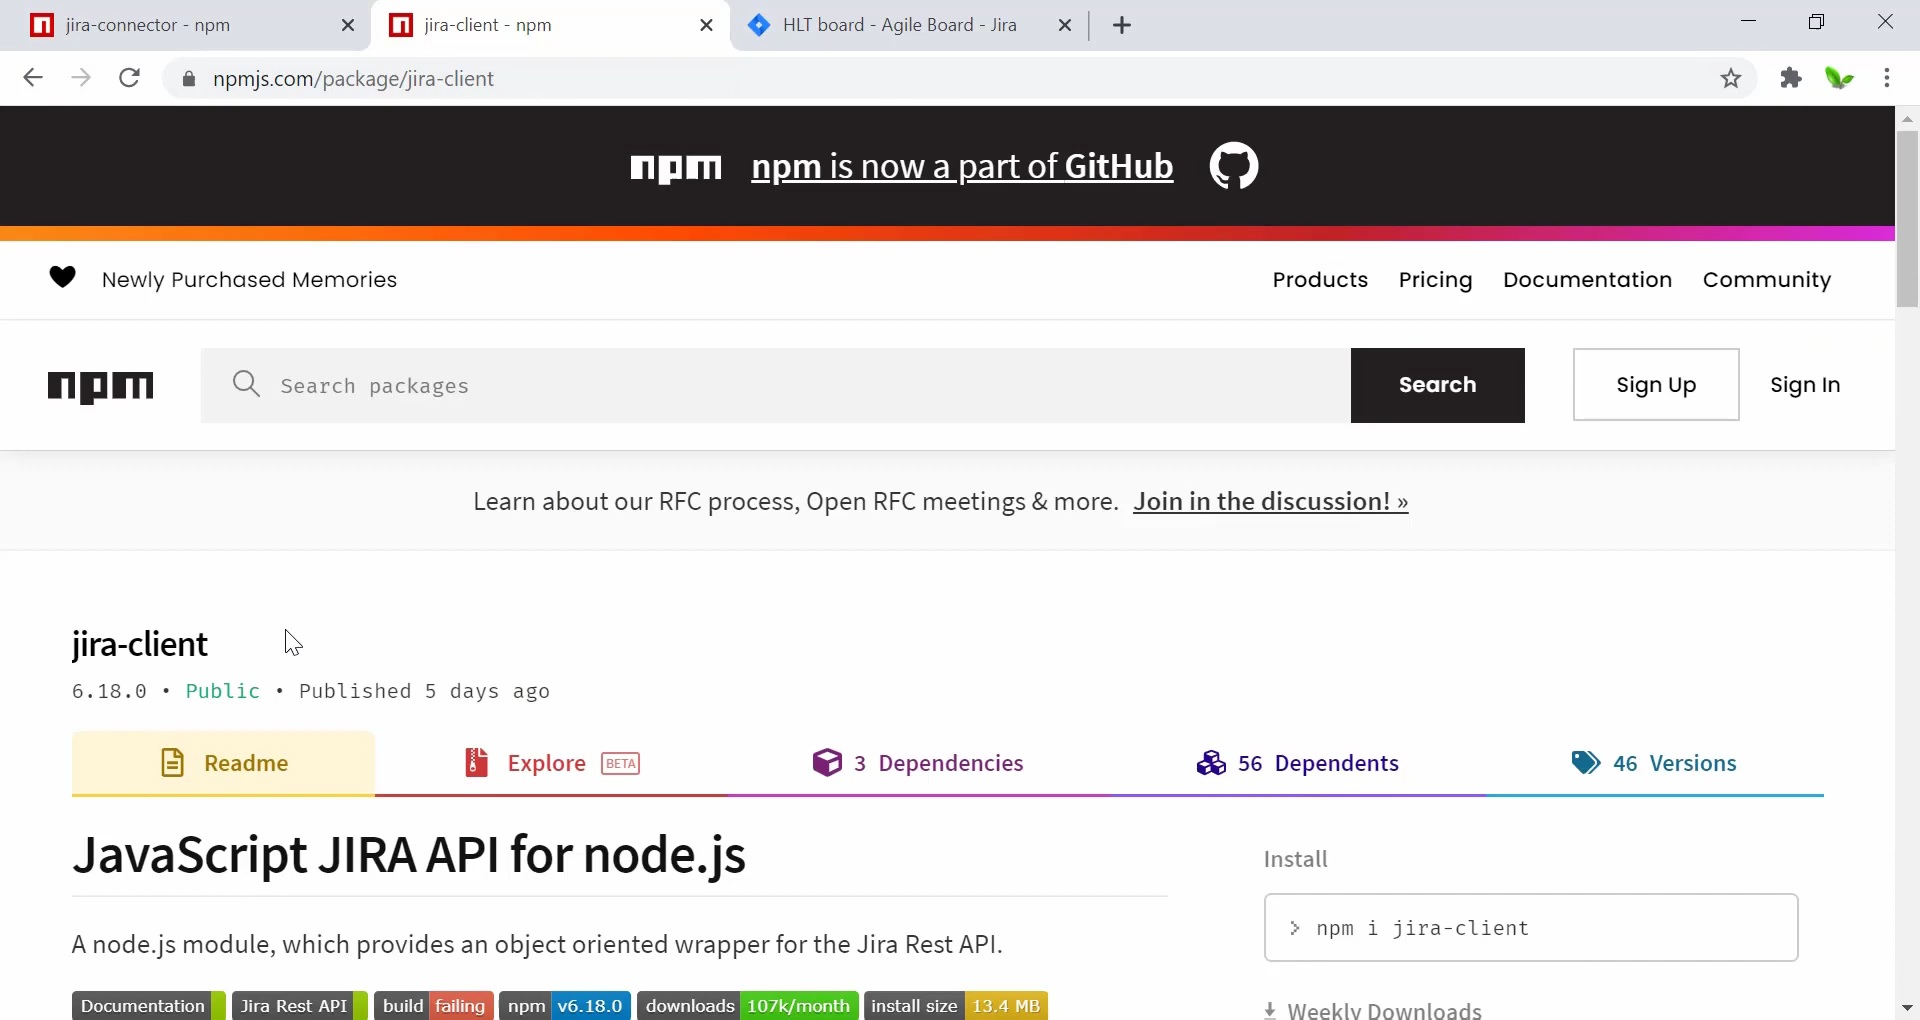 jira-connector - npm
jira-client - npm
HLT board - Agile Board - Jira
npmjs.com/package/jira-client
npm npm is now a part of GitHub
Newly Purchased Memories
Products Pricing Documentation Community
npm Search packages Search Sign Up Sign In
Learn about our RFC process, Open RFC meetings & more. Join in the discussion! »
jira-client
6.18.0 • Public • Published 5 days ago
Readme Explore BETA 3 Dependencies 56 Dependents 46 Versions
JavaScript JIRA API for node.js
A node.js module, which provides an object oriented wrapper for the Jira Rest API.
Documentation Jira Rest API build failing npm v6.18.0 downloads 107k/month install size 13.4 MB
Install
> npm i jira-client
Weekly Downloads